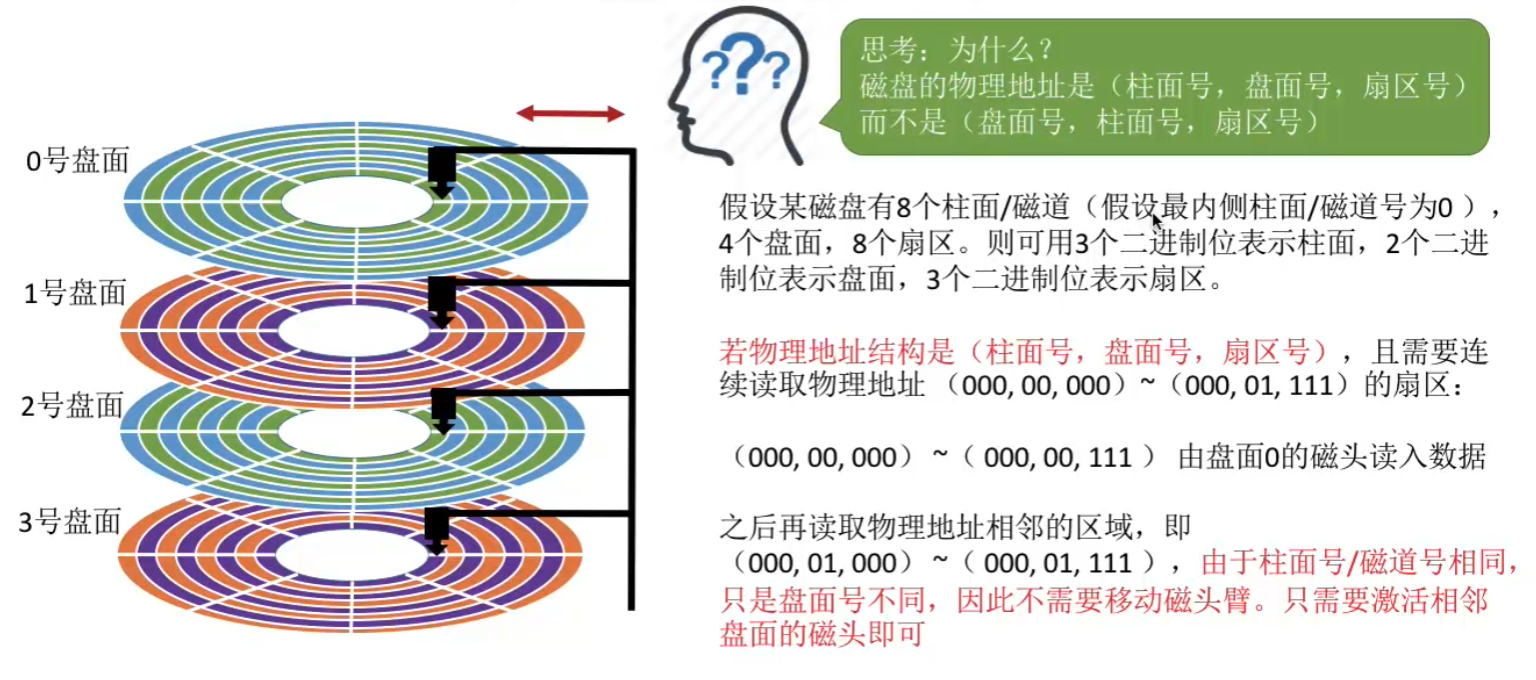 思考：为什么？
磁盘的物理地址是（柱面号，盘面号，扇区号）
而不是（盘面号，柱面号，扇区号）
0号盘面
1号盘面
2号盘面
3号盘面
假设某磁盘有8个柱面/磁道（假设最内侧柱面/磁道号为0），
4个盘面，8个扇区。则可用3个二进制位表示柱面，2个二进
制位表示盘面，3个二进制位表示扇区。
若物理地址结构是（柱面号，盘面号，扇区号），且需要连
续读取物理地址（000, 00, 000）~（000, 01, 111）的扇区：
（000, 00, 000） ~（ 000, 00, 111 ） 由盘面0的磁头读入数据
之后再读取物理地址相邻的区域，即
（000, 01, 000） ~（ 000, 01, 111 ），由于柱面号/磁道号相同，
只是盘面号不同，因此不需要移动磁头臂。只需要激活相邻
盘面的磁头即可
???